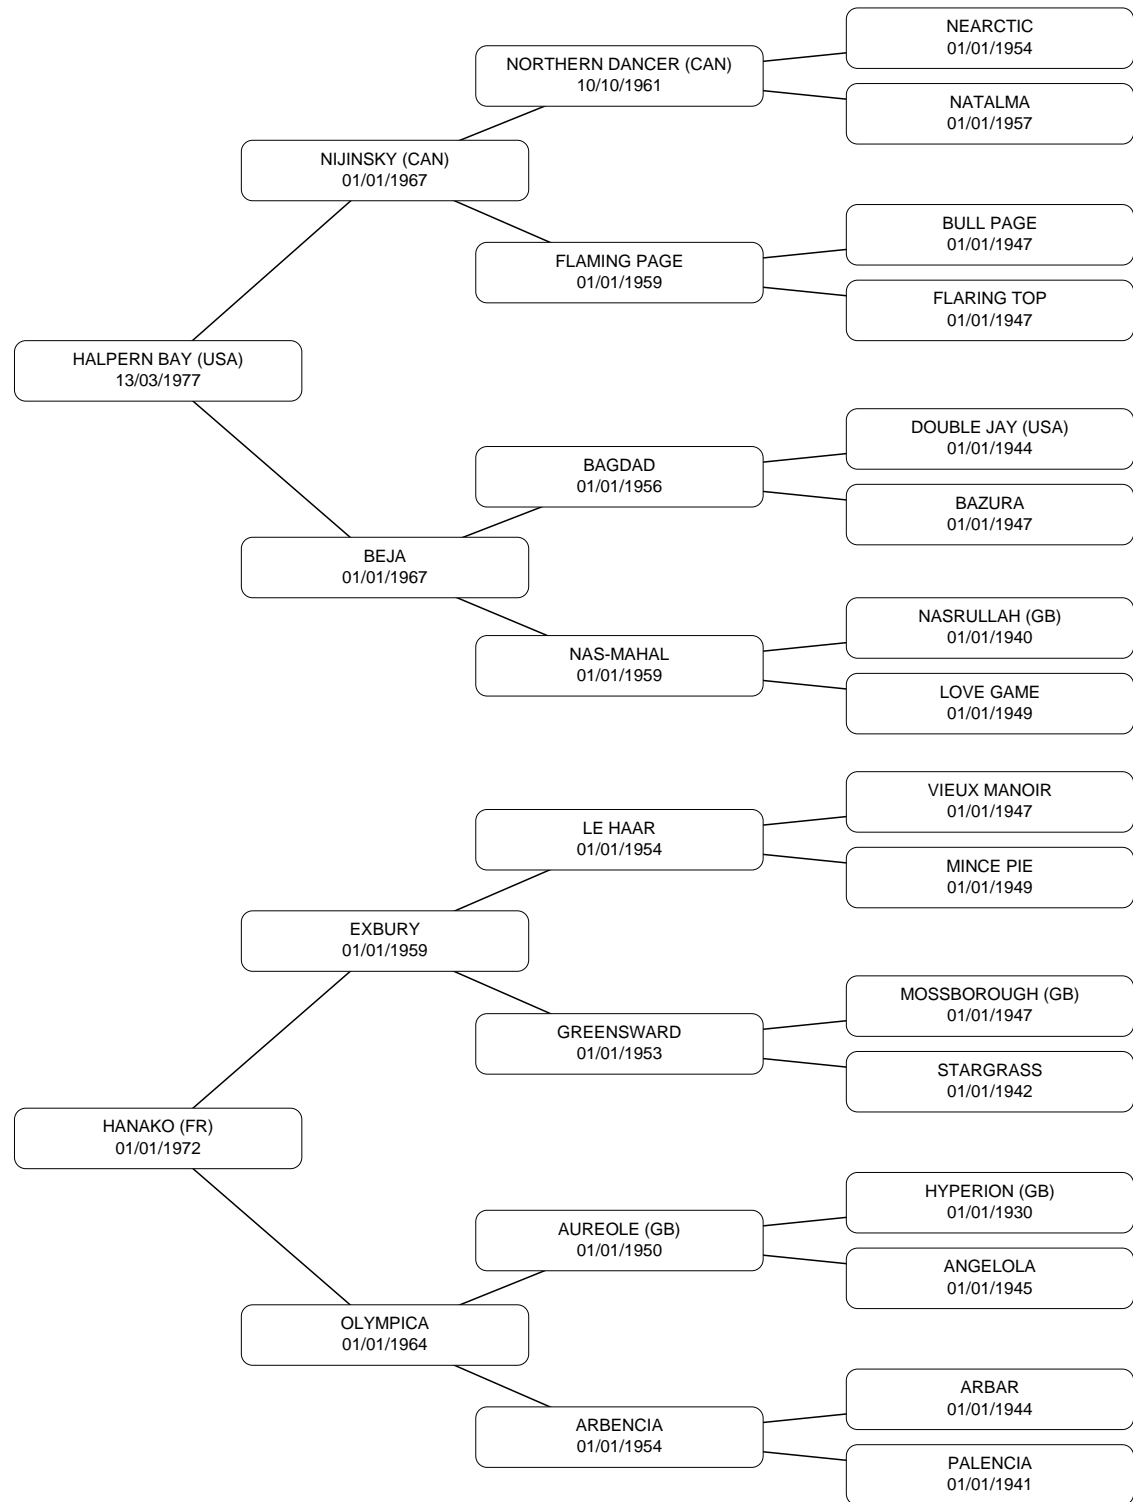 NEARCTIC
01/01/1954
NORTHERN DANCER (CAN)
10/10/1961
NATALMA
01/01/1957
NIJINSKY (CAN)
01/01/1967
BULL PAGE
01/01/1947
FLAMING PAGE
01/01/1959
FLARING TOP
01/01/1947
HALPERN BAY (USA)
13/03/1977
DOUBLE JAY (USA)
01/01/1944
BAGDAD
01/01/1956
BAZURA
01/01/1947
BEJA
01/01/1967
NASRULLAH (GB)
01/01/1940
NAS-MAHAL
01/01/1959
LOVE GAME
01/01/1949
VIEUX MANOIR
01/01/1947
LE HAAR
01/01/1954
MINCE PIE
01/01/1949
EXBURY
01/01/1959
MOSSBOROUGH (GB)
01/01/1947
GREENSWARD
01/01/1953
STARGRASS
01/01/1942
HANAKO (FR)
01/01/1972
HYPERION (GB)
01/01/1930
AUREOLE (GB)
01/01/1950
ANGELOLA
01/01/1945
OLYMPICA
01/01/1964
ARBAR
01/01/1944
ARBENCIA
01/01/1954
PALENCIA
01/01/1941